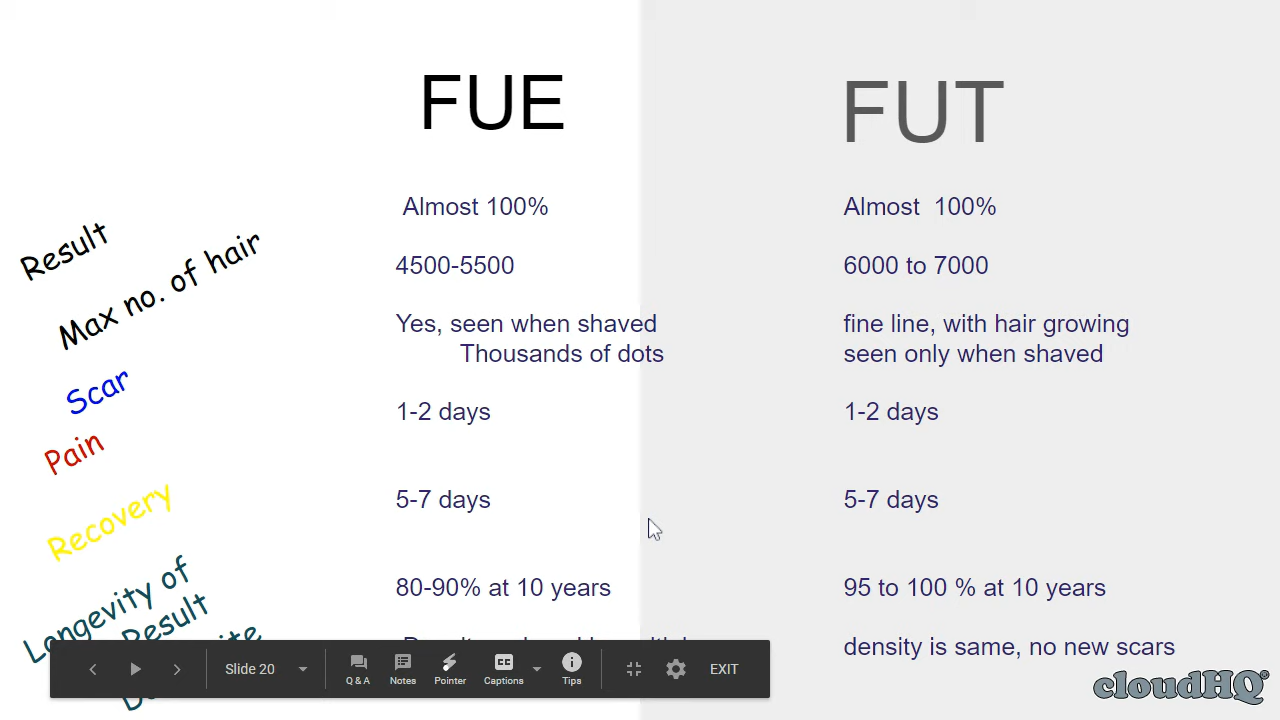 FUE
FUT
Result
Almost 100%
Almost 100%
Max no. of hair
4500-5500
6000 to 7000
Scar
Yes, seen when shaved
Thousands of dots
fine line, with hair growing
seen only when shaved
Pain
1-2 days
1-2 days
Recovery
5-7 days
5-7 days
Longevity of
Result
80-90% at 10 years
95 to 100 % at 10 years
density is same, no new scars
Slide 20
Q & A
Notes
Pointer
Captions
Tips
EXIT
cloudHQ®